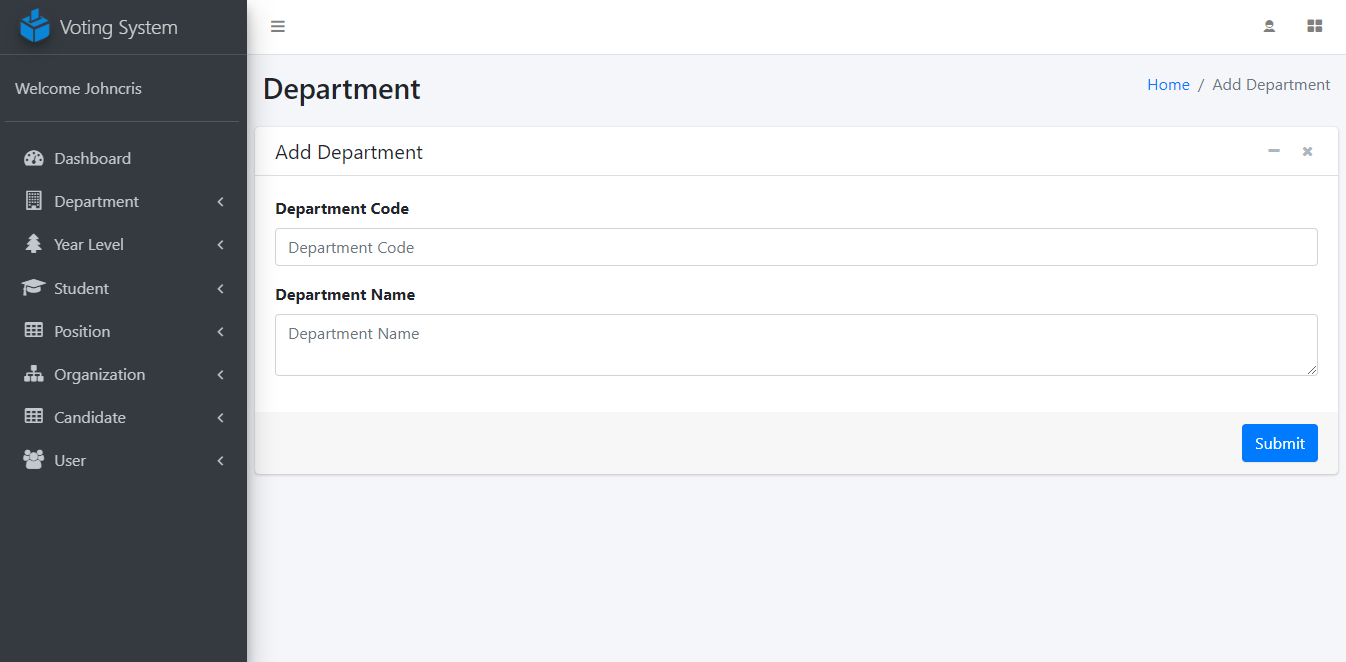 Voting System
Welcome Johncris
Dashboard
Department
Year Level
Student
Position
Organization
Candidate
User
Department
Home / Add Department
Add Department
Department Code
Department Code
Department Name
Department Name
Submit